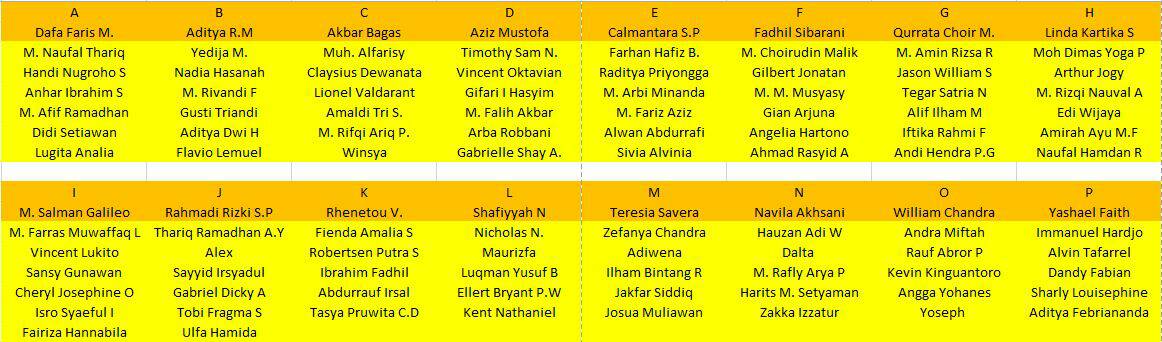 A B C D E F G H
Dafa Faris M. Aditya R.M Akbar Bagas Aziz Mustofa Calmantara S.P Fadhil Sibarani Qurrata Choir M. Linda Kartika S
M. Naufal Thariq Yedija M. Muh. Alfarisy Timothy Sam N. Farhan Hafiz B. M. Choirudin Malik M. Amin Rizsa R Moh Dimas Yoga P
Handi Nugroho S Nadia Hasanah Claysius Dewanata Vincent Oktavian Raditya Priyongga Gilbert Jonatan Jason William S Arthur Jogy
Anhar Ibrahim S M. Rivandi F Lionel Valdarant Gifari I Hasyim M. Arbi Minanda M. M. Musyasy Tegar Satria N M. Rizqi Nauval A
M. Afif Ramadhan Gusti Triandi Amaldi Tri S. M. Falih Akbar M. Fariz Aziz Gian Arjuna Alif Ilham M Edi Wijaya
Didi Setiawan Aditya Dwi H M. Rifqi Ariq P. Arba Robbani Alwan Abdurrafi Angelia Hartono Iftika Rahmi F Amirah Ayu M.F
Lugita Analia Flavio Lemuel Winsya Gabrielle Shay A. Sivia Alvinia Ahmad Rasyid A Andi Hendra P.G Naufal Hamdan R
I J K L M N O P
M. Salman Galileo Rahmadi Rizki S.P Rhenetou V. Shafiyyah N Teresia Savera Navila Akhsani William Chandra Yashael Faith
M. Farras Muwaffaq L Thariq Ramadhan A.Y Fienda Amalia S Nicholas N. Zefanya Chandra Hauzan Adi W Andra Miftah Immanuel Hardjo
Vincent Lukito Alex Robertsen Putra S Maurizfa Adiwena Dalta Rauf Abror P Alvin Tafarrel
Sansy Gunawan Sayyid Irsyadul Ibrahim Fadhil Luqman Yusuf B Ilham Bintang R M. Rafly Arya P Kevin Kinguantoro Dandy Fabian
Cheryl Josephine O Gabriel Dicky A Abdurrauf Irsal Ellert Bryant P.W Jakfar Siddiq Harits M. Setyaman Angga Yohanes Sharly Louisephine
Isro Syaeful I Tobi Fragma S Tasya Pruwita C.D Kent Nathaniel Josua Muliawan Zakka Izzatur Yoseph Aditya Febriananda
Fairiza Hannabila Ulfa Hamida